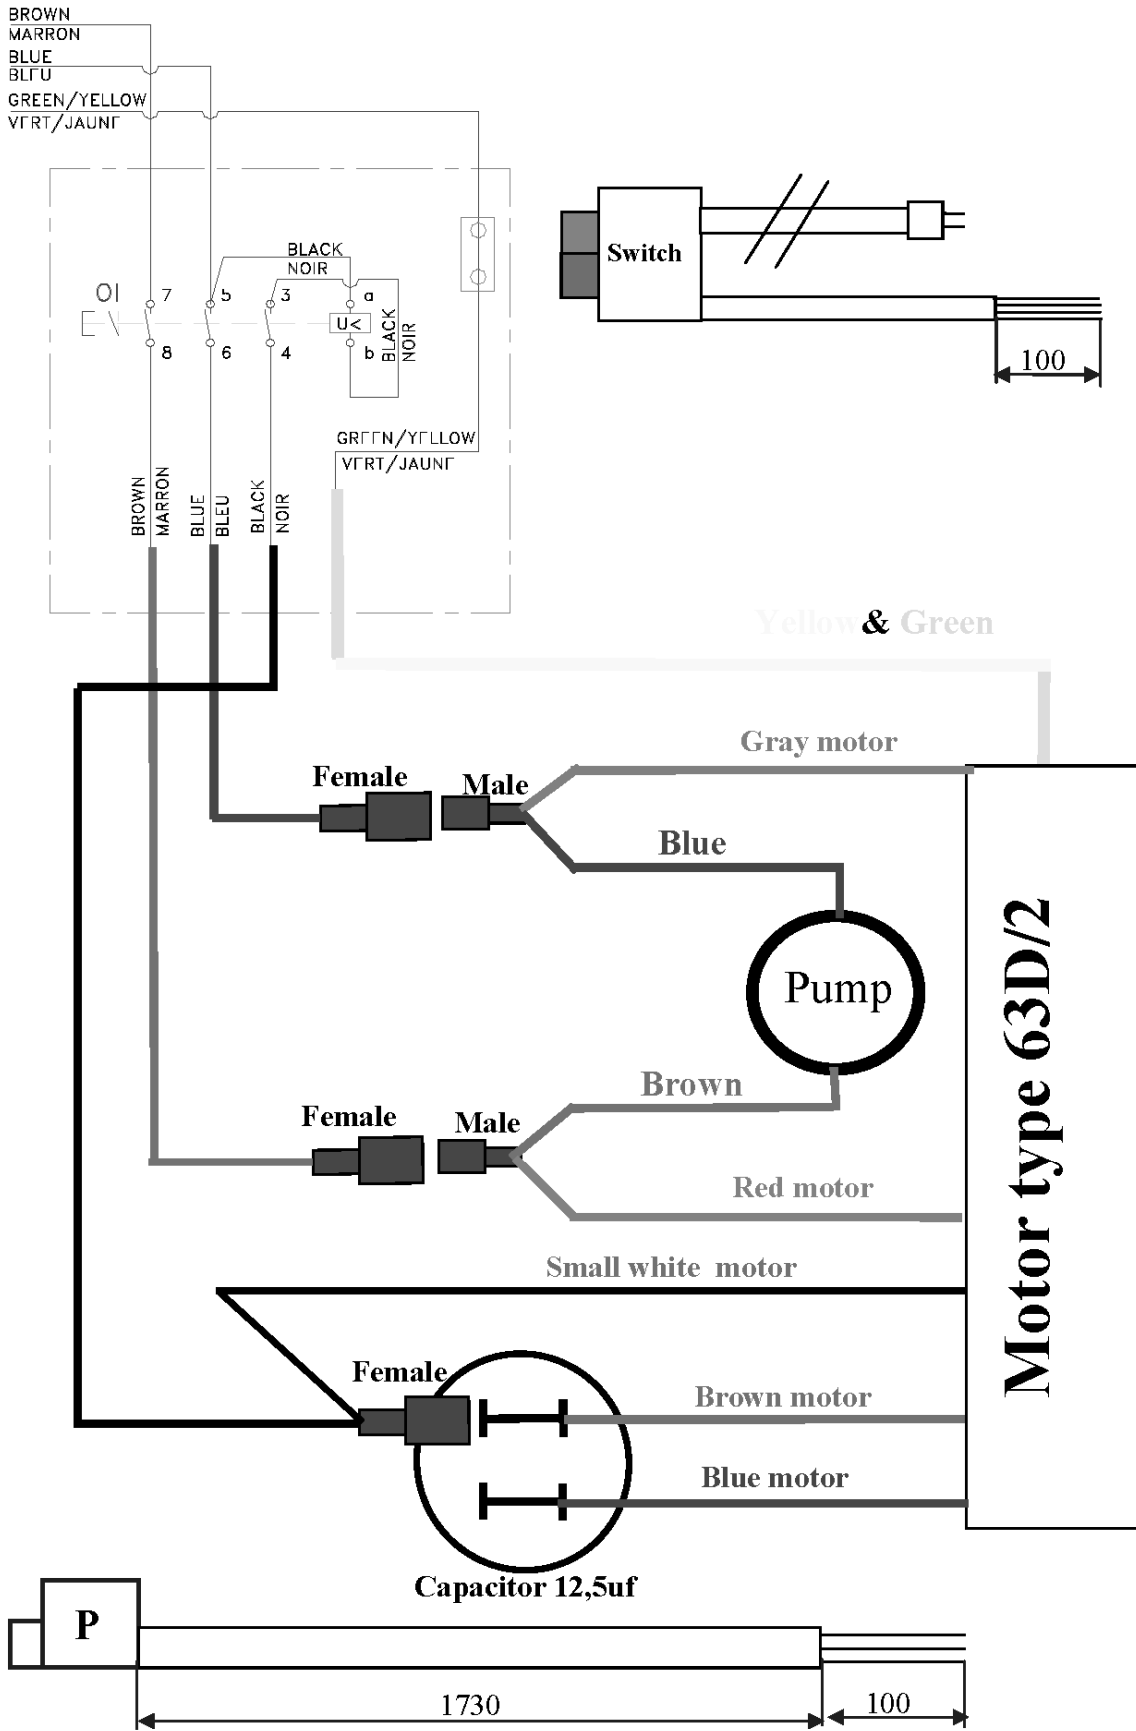 BROWN
MARRON
BLUE
BLEU
GREEN/YELLOW
VERT/JAUNE
BLACK
NOIR
OI
7
5
3
a
U<
BLACK
NOIR
8
6
4
b
GREEN/YELLOW
VERT/JAUNE
BROWN
MARRON
BLUE
BLEU
BLACK
NOIR
Switch
100
Yellow & Green
Gray motor
Female
Male
Blue
Pump
Brown
Female
Male
Red motor
Small white motor
Female
Brown motor
Blue motor
Capacitor 12,5uf
Motor type 63D/2
P
1730
100